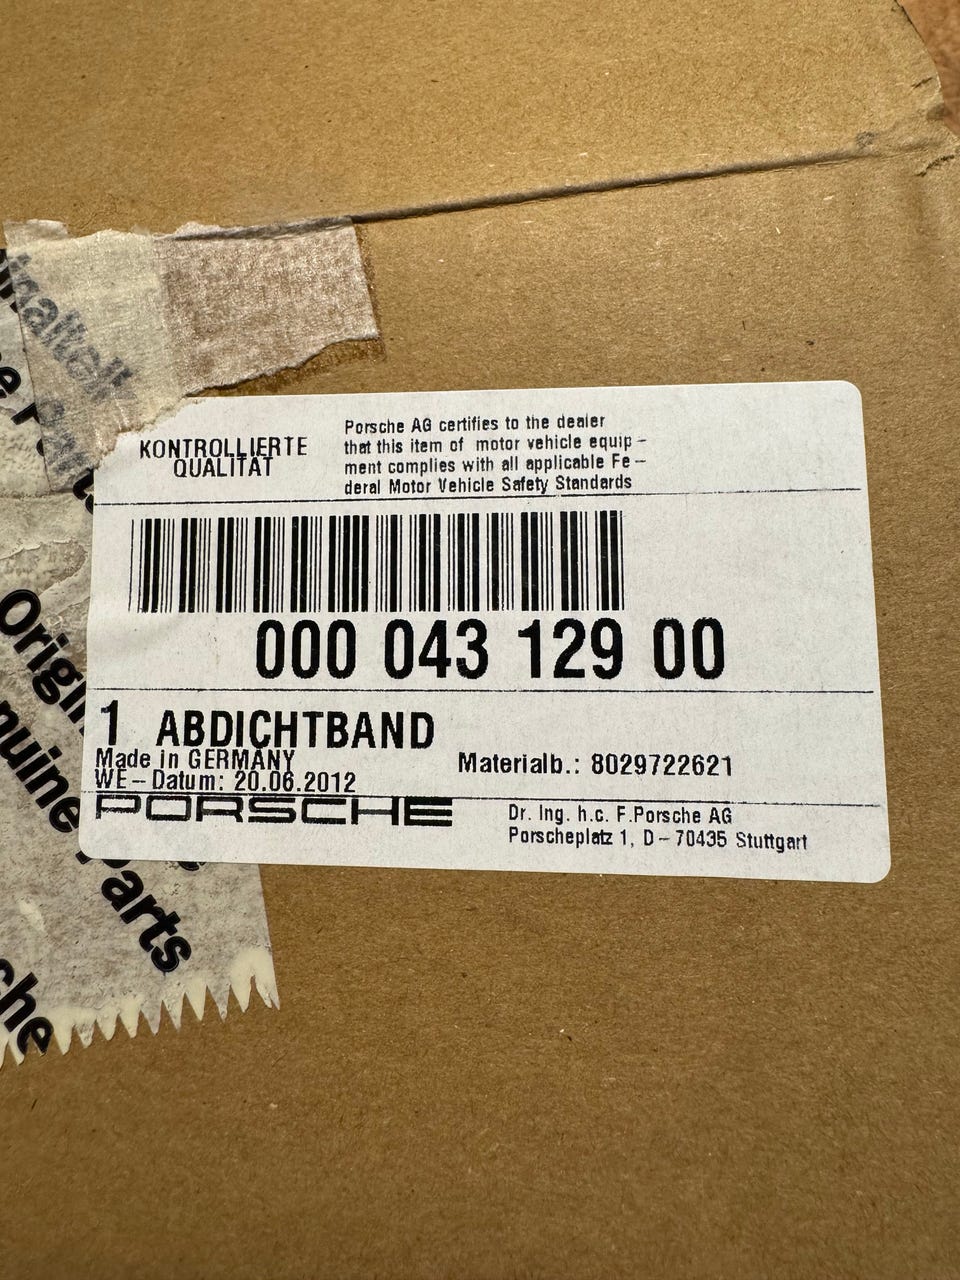 KONTROLLIERTE
QUALITÄT
Porsche AG certifies to the dealer
that this item of motor vehicle equip-
ment complies with all applicable Fe-
deral Motor Vehicle Safety Standards
000 043 129 00
1 ABDICHTBAND
Made in GERMANY
Materialb.: 8029722621
WE-Datum: 20.06.2012
PORSCHE
Dr. Ing. h.c. F.Porsche AG
Porscheplatz 1, D-70435 Stuttgart
Parts